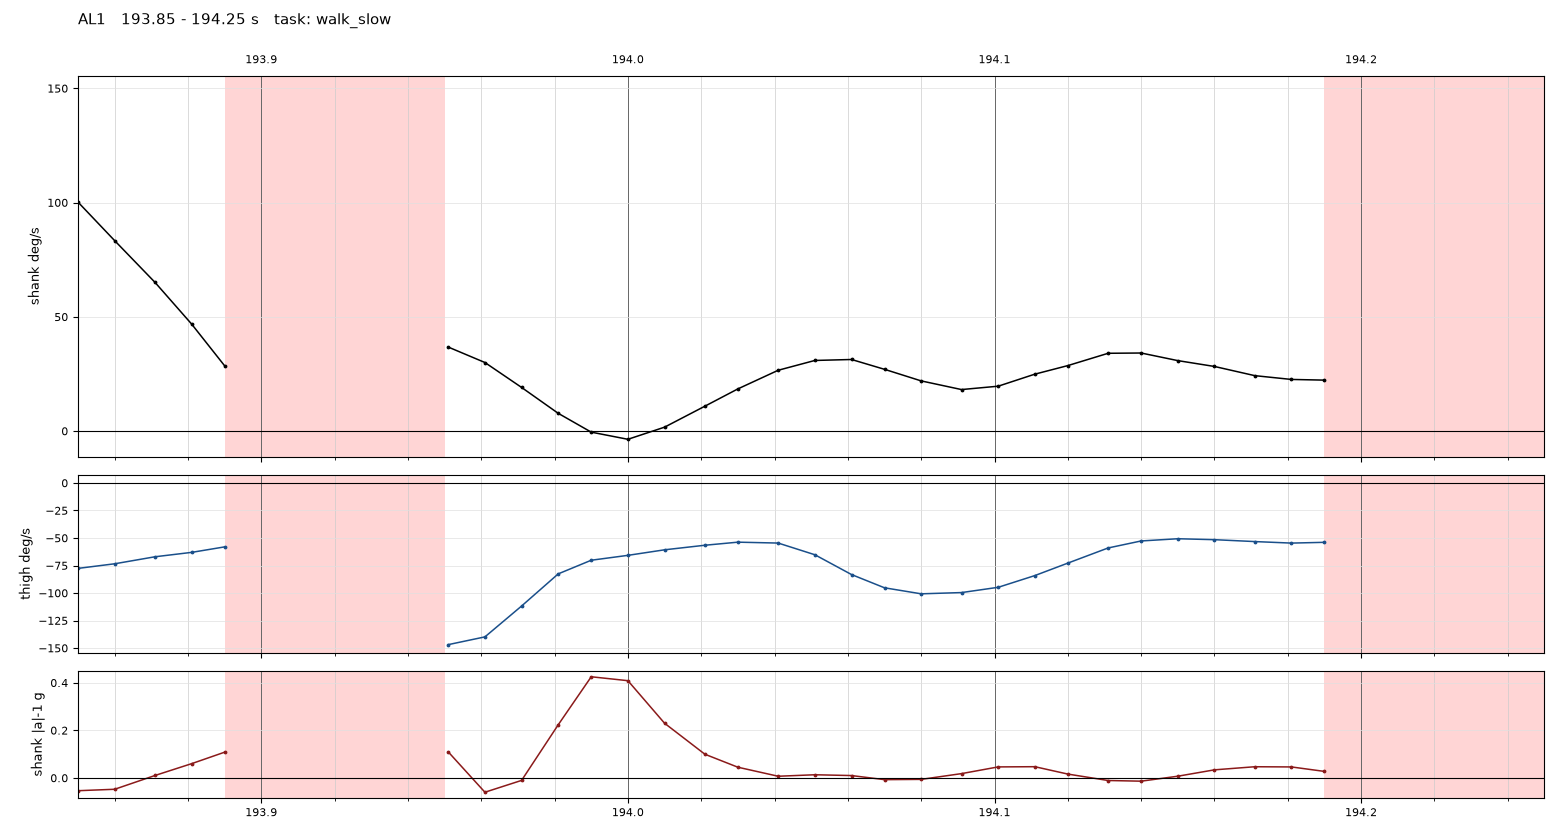 AL1   193.85 - 194.25 s   task: walk_slow
193.9 194.0 194.1 194.2
shank deg/s
150
100
50
0
thigh deg/s
0
−25
−50
−75
−100
−125
−150
shank |a|-1 g
0.4
0.2
0.0
193.9 194.0 194.1 194.2